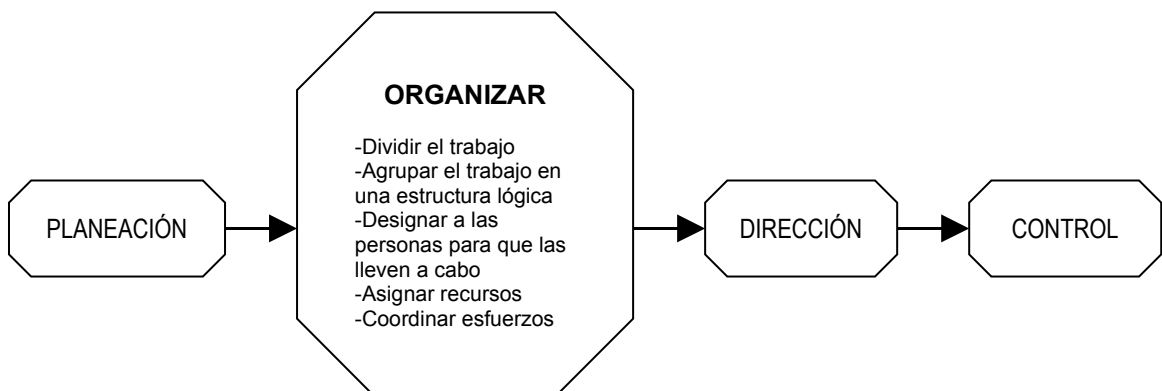 PLANEACIÓN
ORGANIZAR
-Dividir el trabajo
-Agrupar el trabajo en
una estructura lógica
-Designar a las
personas para que las
lleven a cabo
-Asignar recursos
-Coordinar esfuerzos
DIRECCIÓN
CONTROL